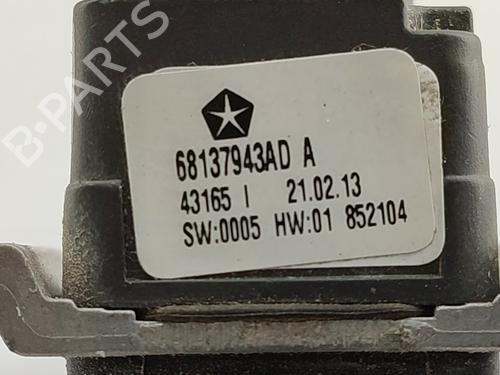 B-PARTS
68137943AD A
43165 I 21.02.13
SW:0005 HW:01 852104